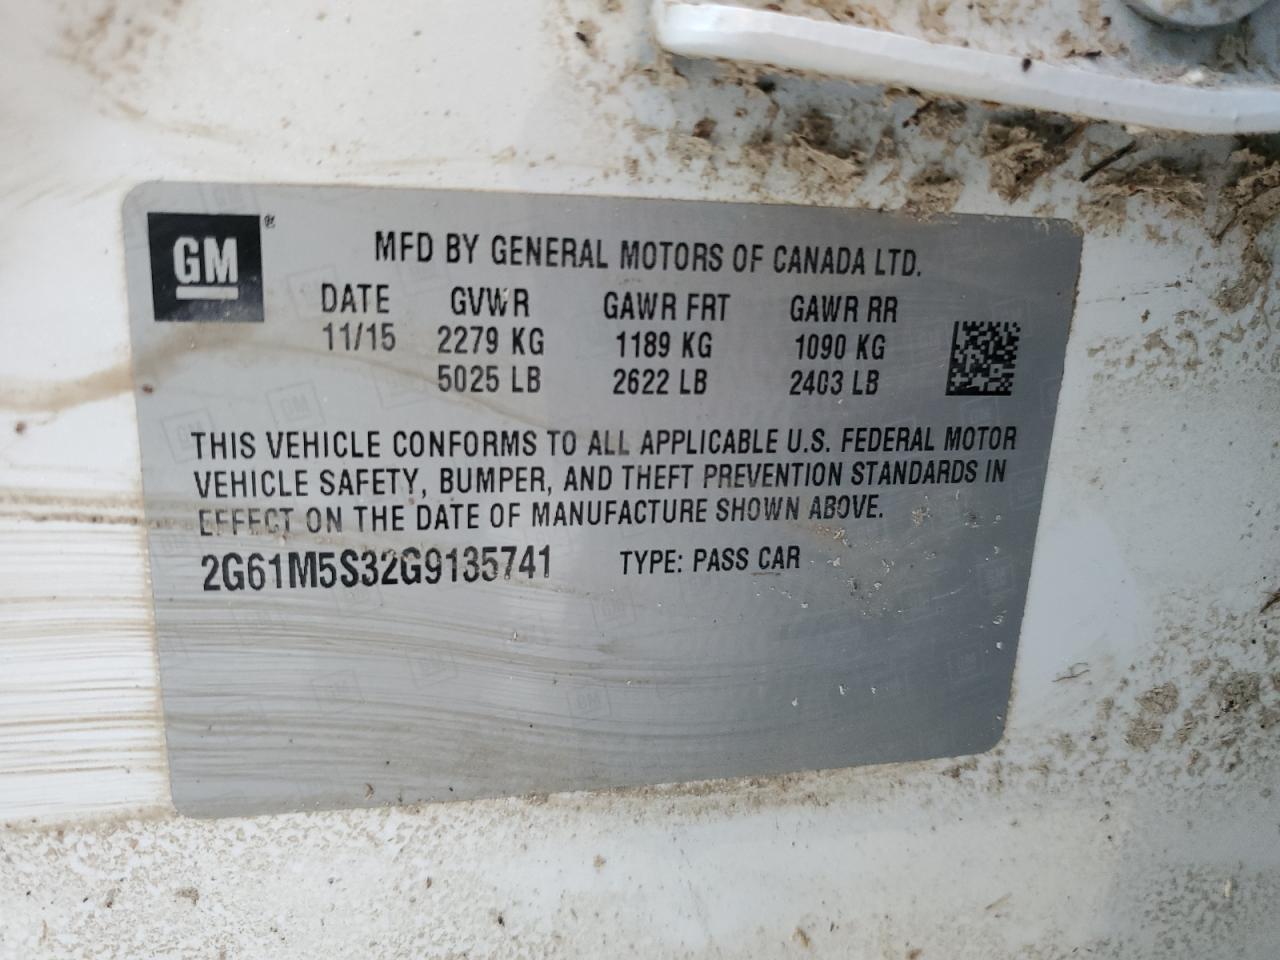 GM®
MFD BY GENERAL MOTORS OF CANADA LTD.
DATE GVWR GAWR FRT GAWR RR
11/15 2279 KG 1189 KG 1090 KG
5025 LB 2622 LB 2403 LB
THIS VEHICLE CONFORMS TO ALL APPLICABLE U.S. FEDERAL MOTOR
VEHICLE SAFETY, BUMPER, AND THEFT PREVENTION STANDARDS IN
EFFECT ON THE DATE OF MANUFACTURE SHOWN ABOVE.
2G61M5S32G9135741 TYPE: PASS CAR